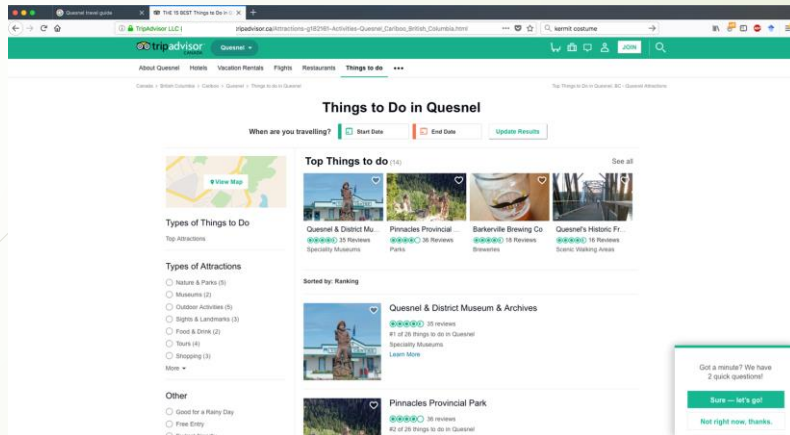 Quesnel travel guide
THE 15 BEST Things to Do in Q
TripAdvisor LLC
tripadvisor.ca/Attractions-g182161-Activities-Quesnel_Cariboo_British_Columbia.html
kermit costume
tripadvisor
CANADA
Quesnel
JOIN
About Quesnel Hotels Vacation Rentals Flights Restaurants Things to do
Canada > British Columbia > Cariboo > Quesnel > Things to do in Quesnel
Top Things to Do in Quesnel, BC - Quesnel Attractions
Things to Do in Quesnel
When are you travelling? Start Date End Date Update Results
View Map
Types of Things to Do
Top Attractions
Types of Attractions
Nature & Parks (5)
Museums (2)
Outdoor Activities (5)
Sights & Landmarks (3)
Food & Drink (2)
Tours (4)
Shopping (3)
More
Other
Good for a Rainy Day
Free Entry
Top Things to do (14) See all
Quesnel & District Mu...
35 Reviews
Speciality Museums
Pinnacles Provincial ...
36 Reviews
Parks
Barkerville Brewing Co
18 Reviews
Breweries
Quesnel's Historic Fr...
16 Reviews
Scenic Walking Areas
Sorted by: Ranking
Quesnel & District Museum & Archives
35 reviews
#1 of 26 things to do in Quesnel
Speciality Museums
Learn More
Pinnacles Provincial Park
36 reviews
#2 of 26 things to do in Quesnel
Got a minute? We have
2 quick questions!
Sure — let's go!
Not right now, thanks.